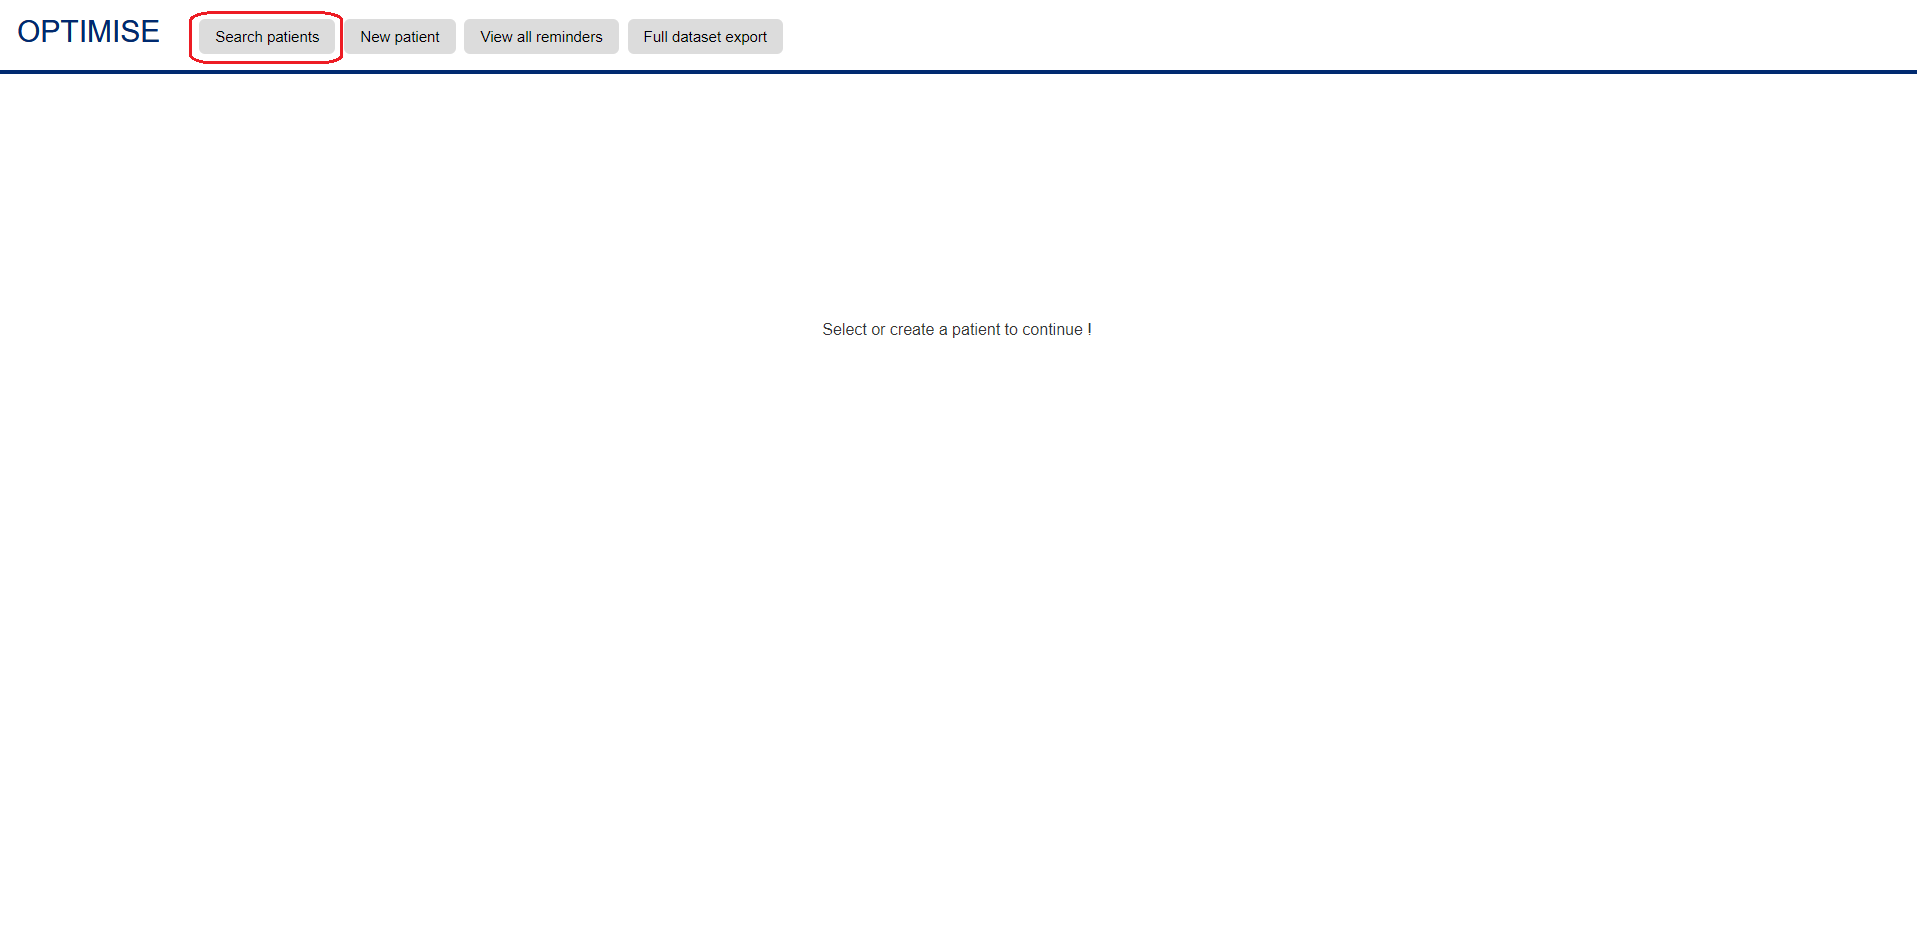 OPTIMISE
Search patients
New patient
View all reminders
Full dataset export
Select or create a patient to continue !